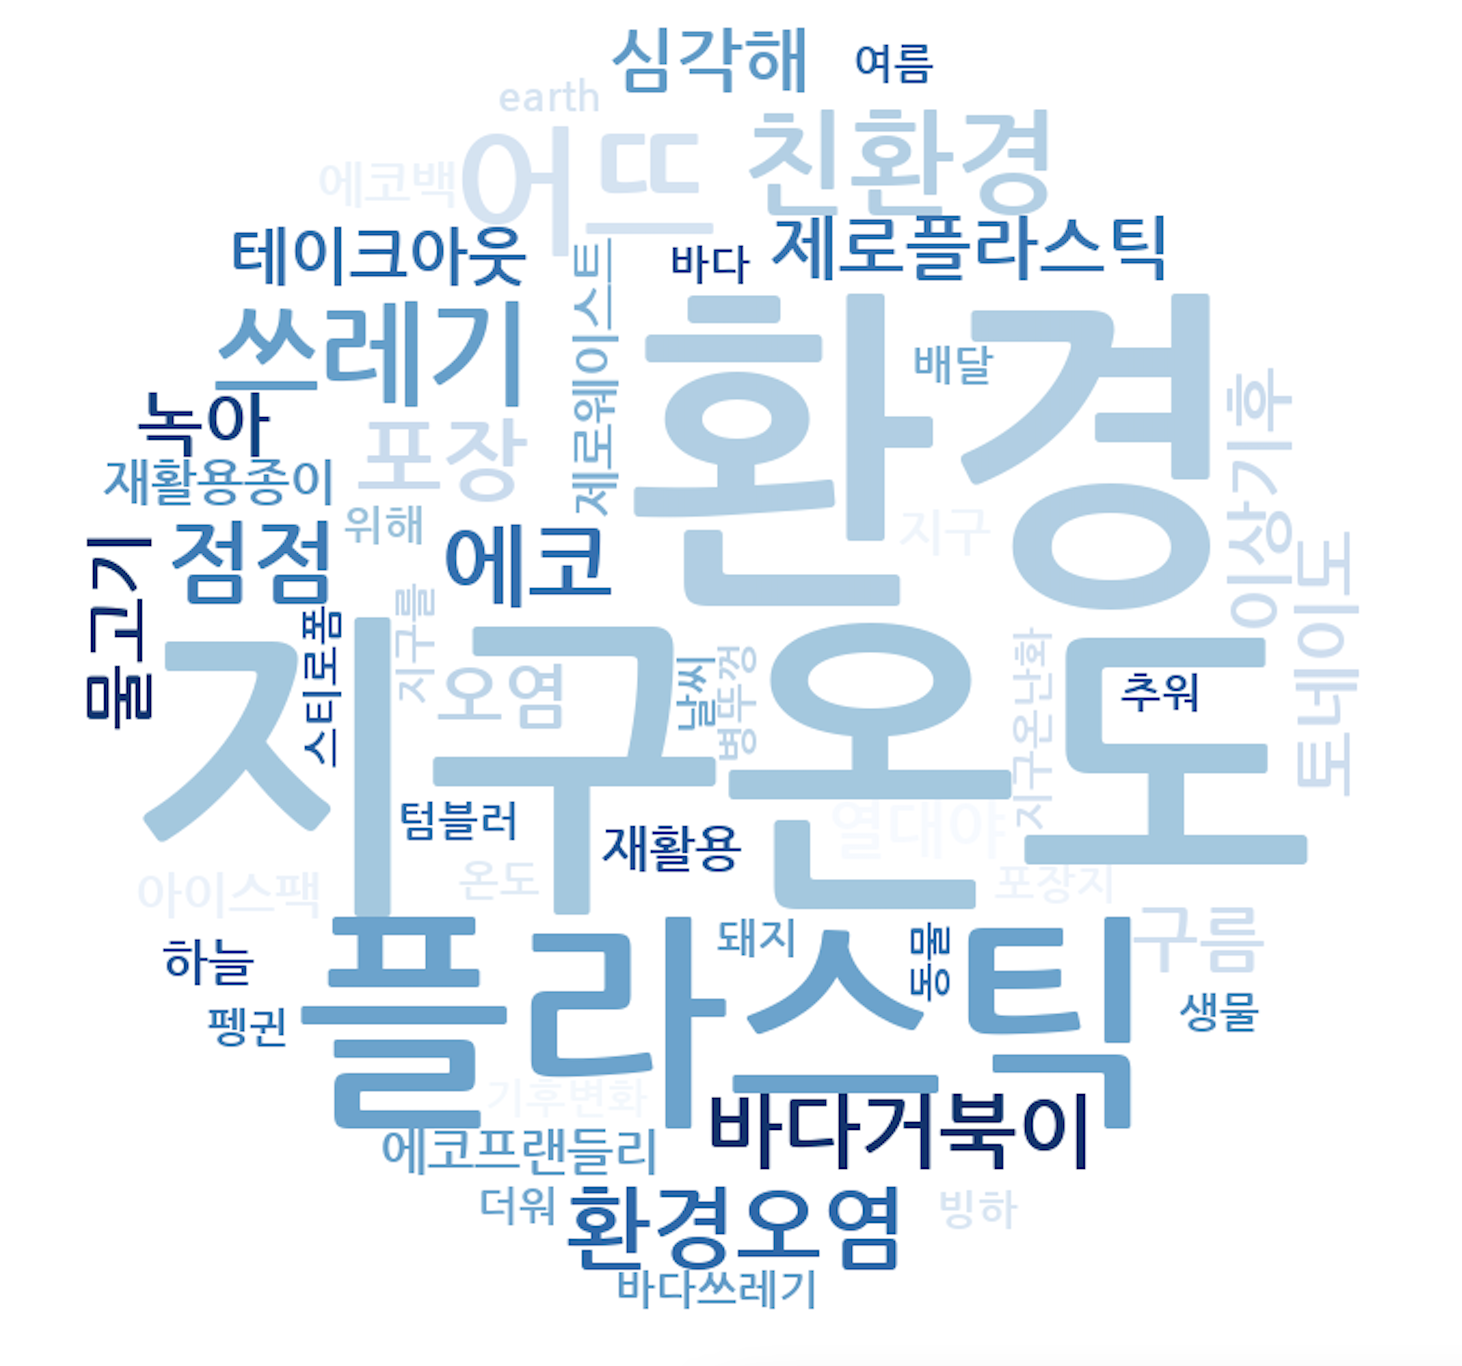 심각해
여름
earth
어뜨
친환경
에코백
테이크아웃
바다
제로플라스틱
쓰레기
제로웨이스트
환경
배달
녹아
포장
이상기후
재활용종이
위해
지구
점점
에코
물고기
토네이도
스티로폼
지구를
오염
날씨
병뚜껑
지구온난화
추워
지구온도
텀블러
재활용
열대야
아이스팩
온도
포장지
구름
하늘
플라스틱
돼지
동물
펭귄
생물
기후변화
바다거북이
에코프랜들리
더워
환경오염
빙하
바다쓰레기